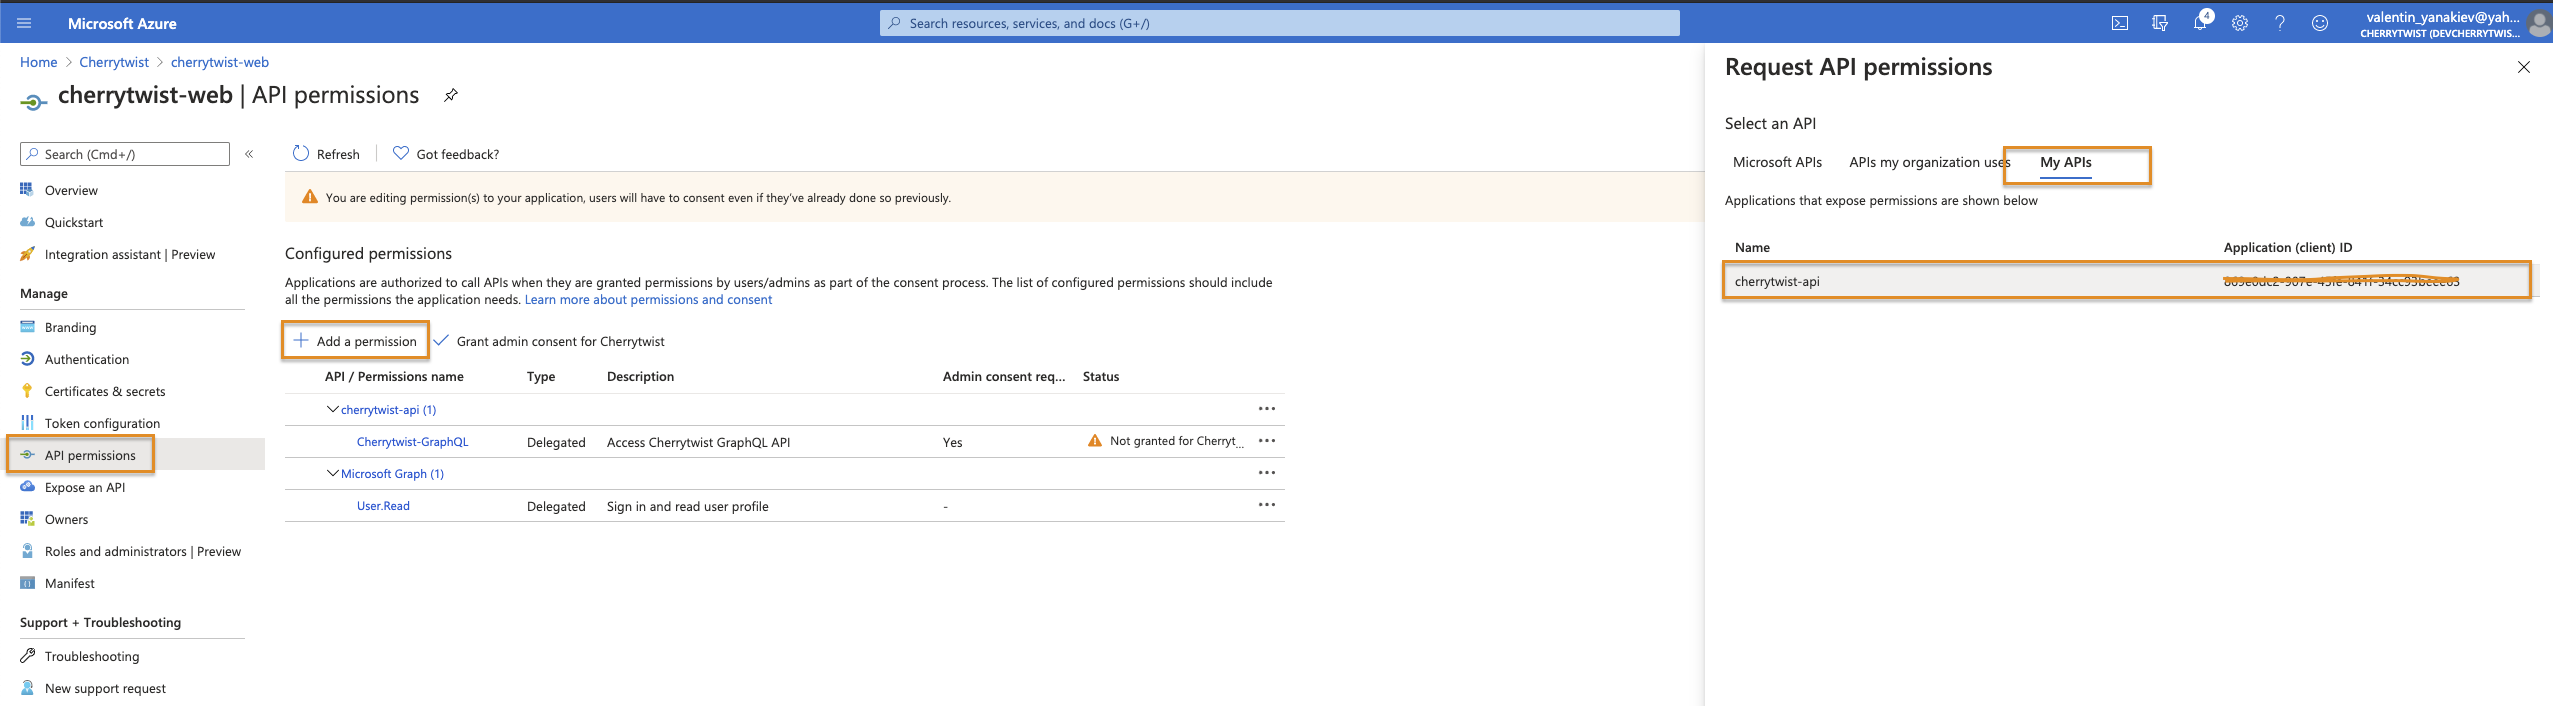 Microsoft Azure
Search resources, services, and docs (G+/)
4
valentin_yanakiev@yah...
CHERRYTWIST (DEVCHERRYTWIS...
Home > Cherrytwist > cherrytwist-web
cherrytwist-web | API permissions
Search (Cmd+/)
«
Overview
Quickstart
Integration assistant | Preview
Manage
Branding
Authentication
Certificates & secrets
Token configuration
API permissions
Expose an API
Owners
Roles and administrators | Preview
Manifest
Support + Troubleshooting
Troubleshooting
New support request
Refresh
Got feedback?
You are editing permission(s) to your application, users will have to consent even if they've already done so previously.
Configured permissions
Applications are authorized to call APIs when they are granted permissions by users/admins as part of the consent process. The list of configured permissions should include
all the permissions the application needs. Learn more about permissions and consent
Add a permission
Grant admin consent for Cherrytwist
API / Permissions name Type Description Admin consent req... Status
cherrytwist-api (1) ...
Cherrytwist-GraphQL Delegated Access Cherrytwist GraphQL API Yes Not granted for Cherryt... ...
Microsoft Graph (1) ...
User.Read Delegated Sign in and read user profile - ...
Request API permissions
Select an API
Microsoft APIs APIs my organization uses My APIs
Applications that expose permissions are shown below
Name Application (client) ID
cherrytwist-api